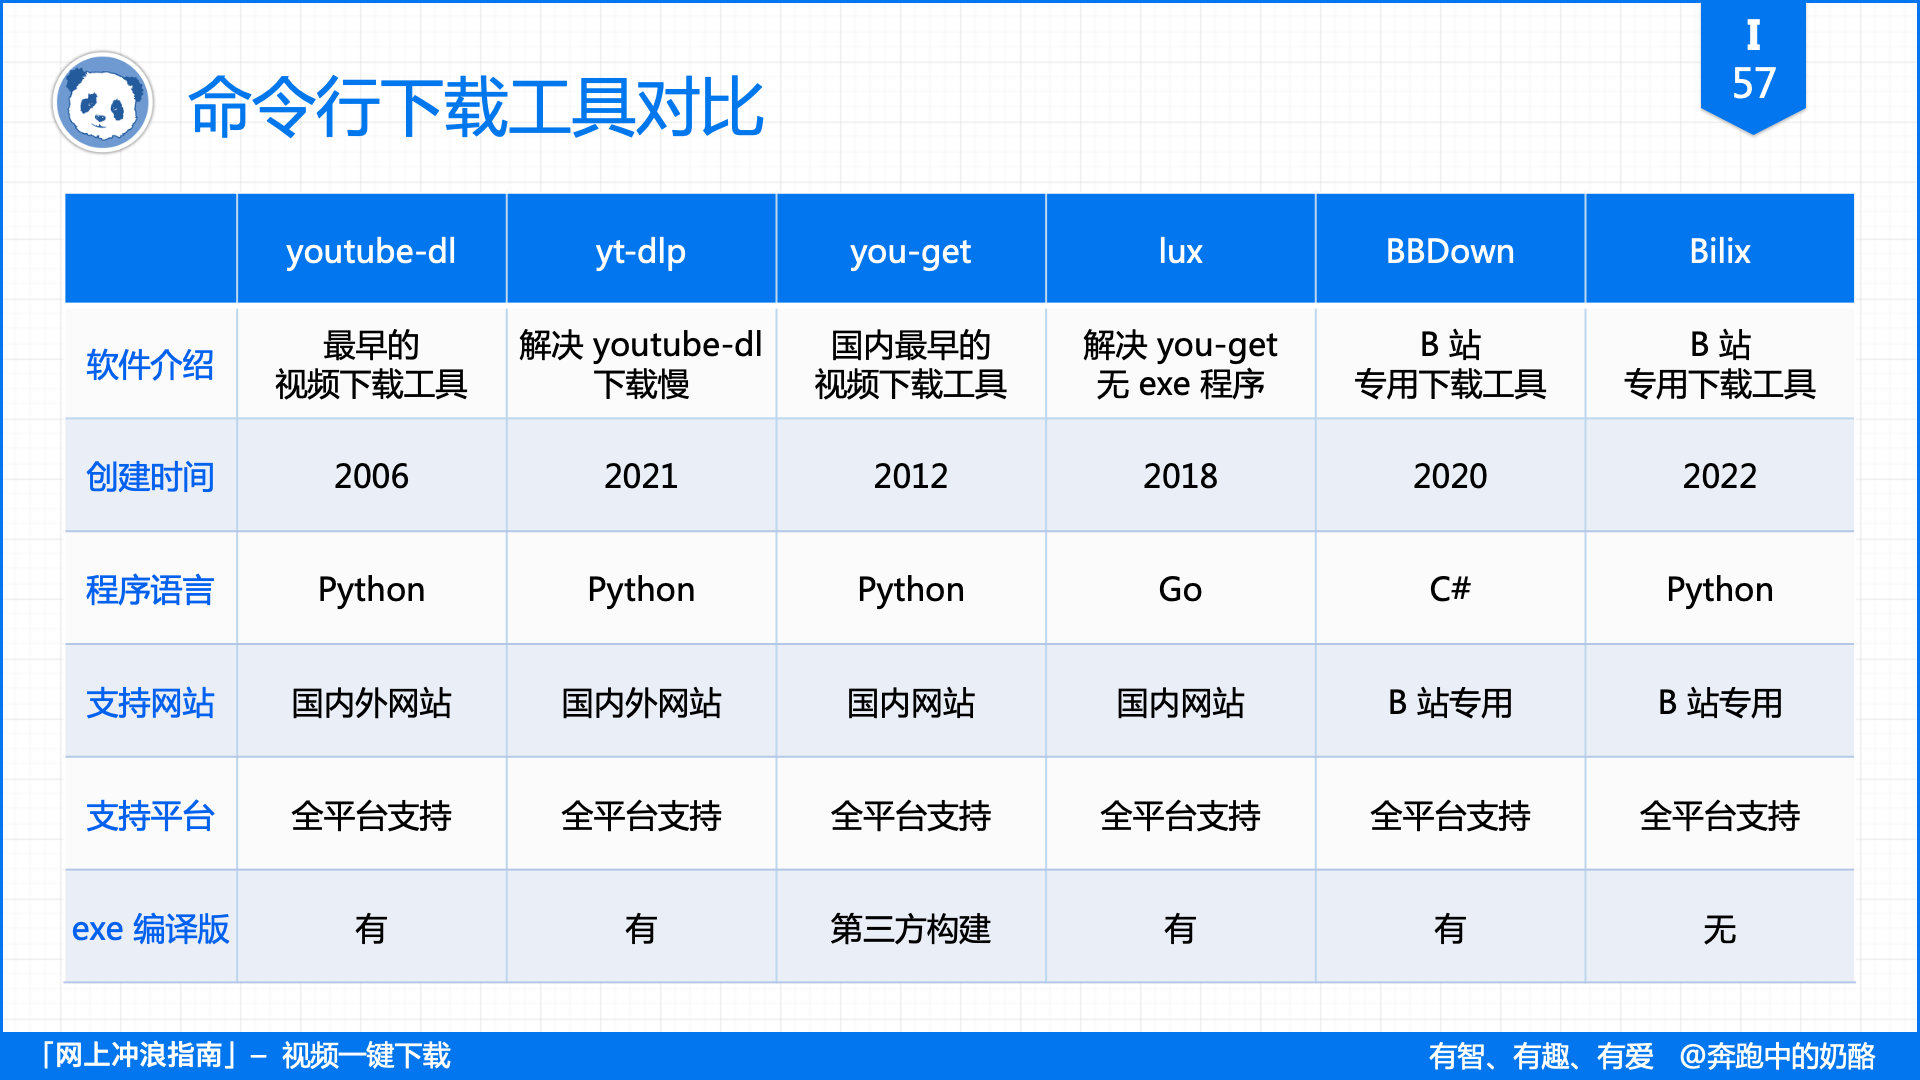 I
57
命令行下载工具对比
youtube-dl yt-dlp you-get lux BBDown Bilix
软件介绍 最早的 解决 youtube-dl 国内最早的 解决 you-get B 站 B 站
视频下载工具 下载慢 视频下载工具 无 exe 程序 专用下载工具 专用下载工具
创建时间 2006 2021 2012 2018 2020 2022
程序语言 Python Python Python Go C# Python
支持网站 国内外网站 国内外网站 国内网站 国内网站 B 站专用 B 站专用
支持平台 全平台支持 全平台支持 全平台支持 全平台支持 全平台支持 全平台支持
exe 编译版 有 有 第三方构建 有 有 无
「网上冲浪指南」– 视频一键下载
有智、有趣、有爱 @奔跑中的奶酪